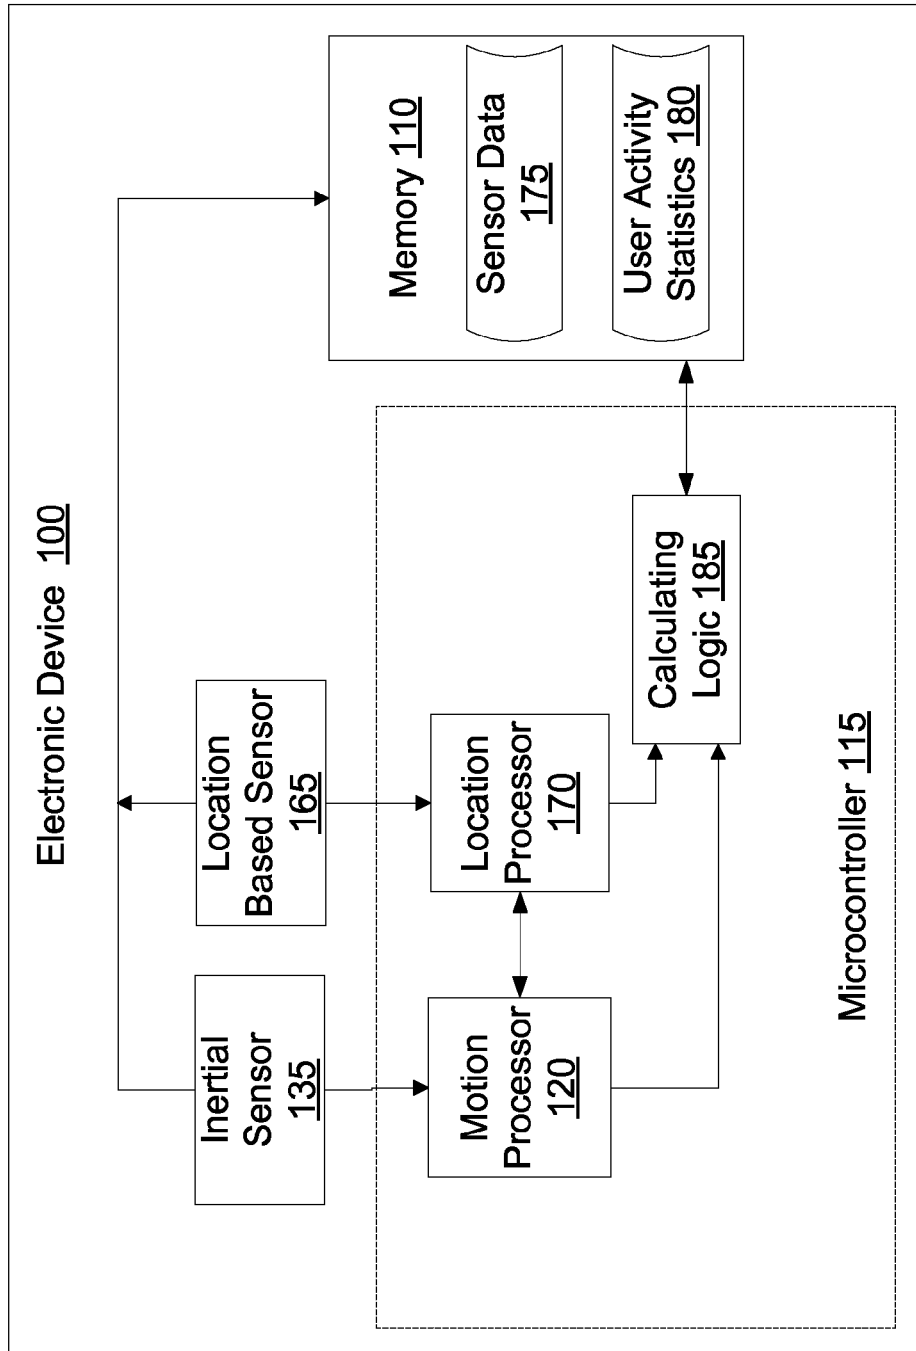 Electronic Device 100
Inertial
Sensor
135
Location
Based Sensor
165
Memory 110
Sensor Data
175
User Activity
Statistics 180
Motion
Processor
120
Location
Processor
170
Calculating
Logic 185
Microcontroller 115